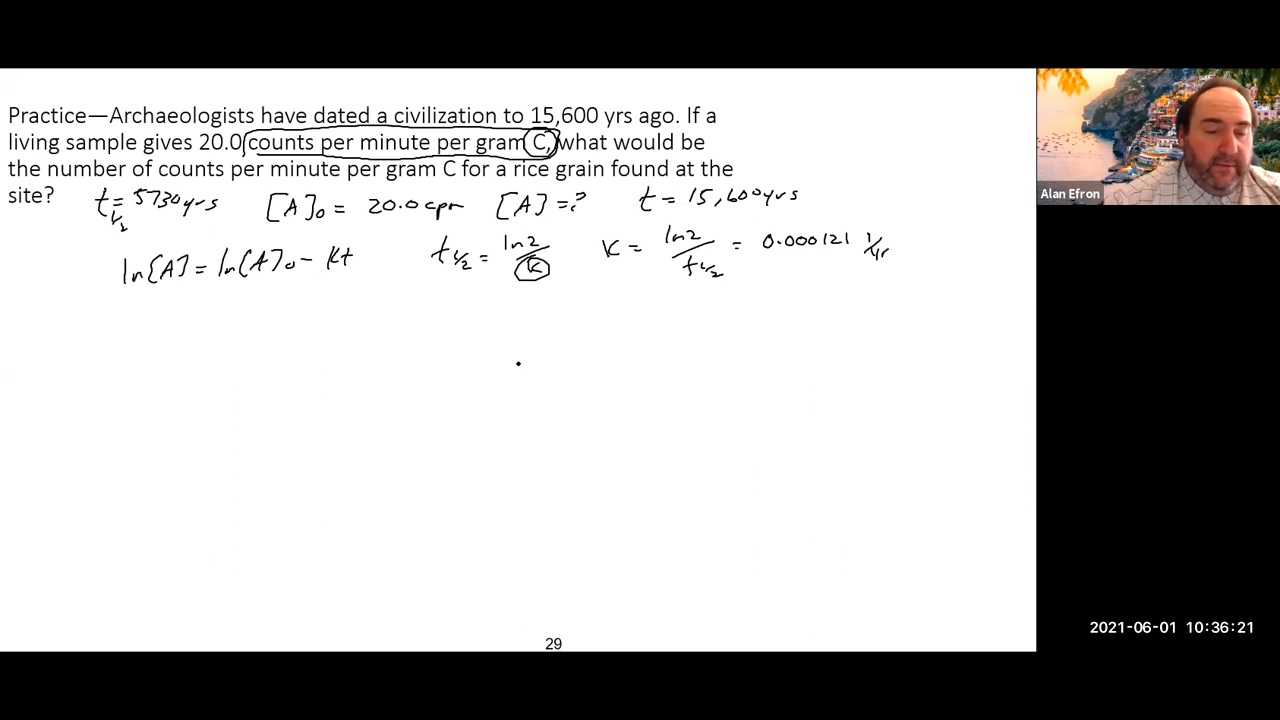 Practice—Archaeologists have dated a civilization to 15,600 yrs ago. If a
living sample gives 20.0 counts per minute per gram C, what would be
the number of counts per minute per gram C for a rice grain found at the
site?
t½ = 5730 yrs [A]₀ = 20.0 cpm [A] = ? t = 15,600 yrs
ln[A] = ln[A]₀ - kt t½ = ln2/k k = ln2/t½ = 0.000121 1/yr
29
Alan Efron
2021-06-01 10:36:21